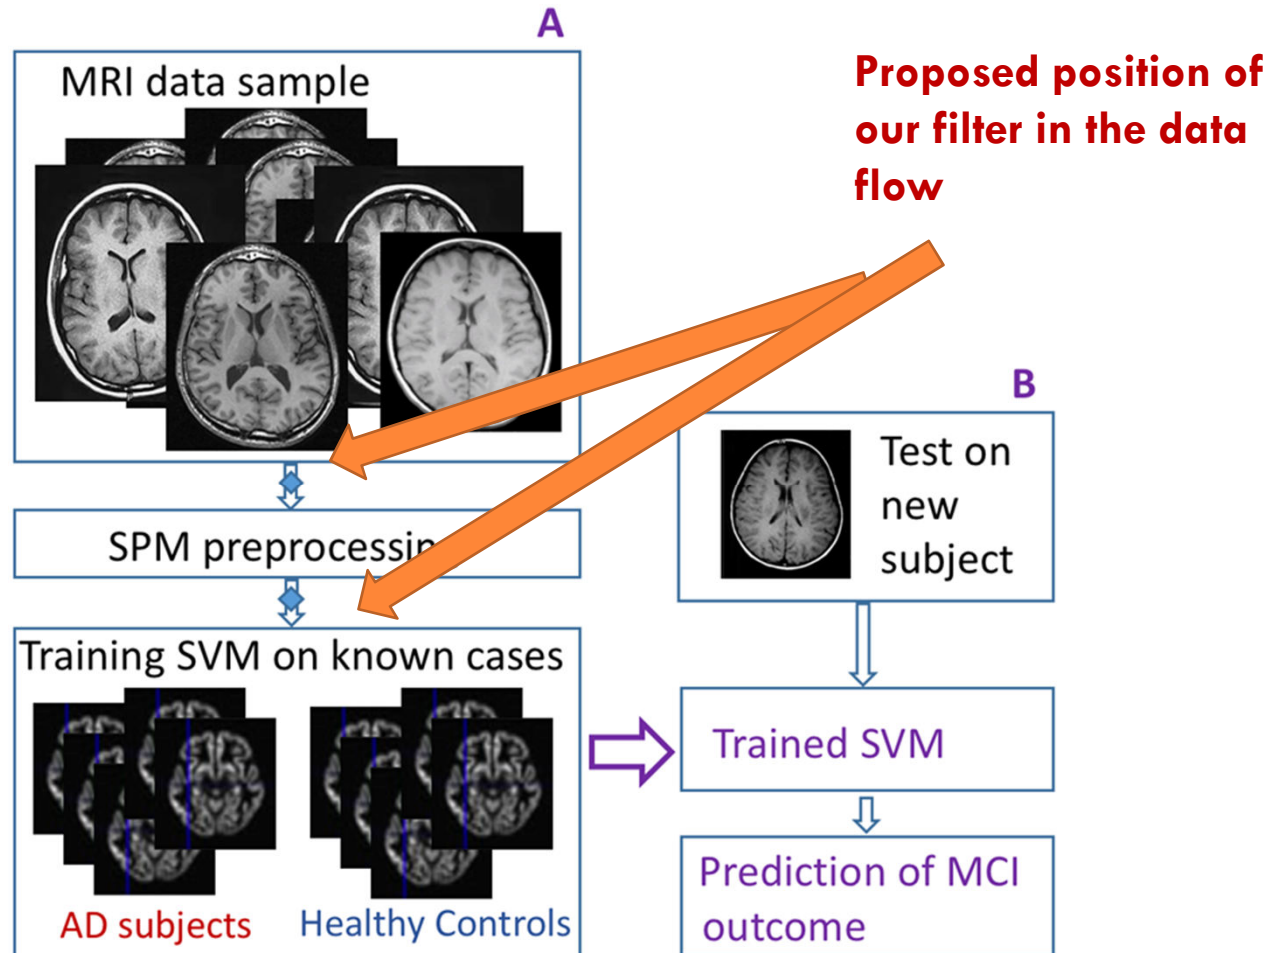 A
MRI data sample
Proposed position of
our filter in the data
flow
SPM preprocessin
Training SVM on known cases
AD subjects
Healthy Controls
B
Test on
new
subject
Trained SVM
Prediction of MCI
outcome